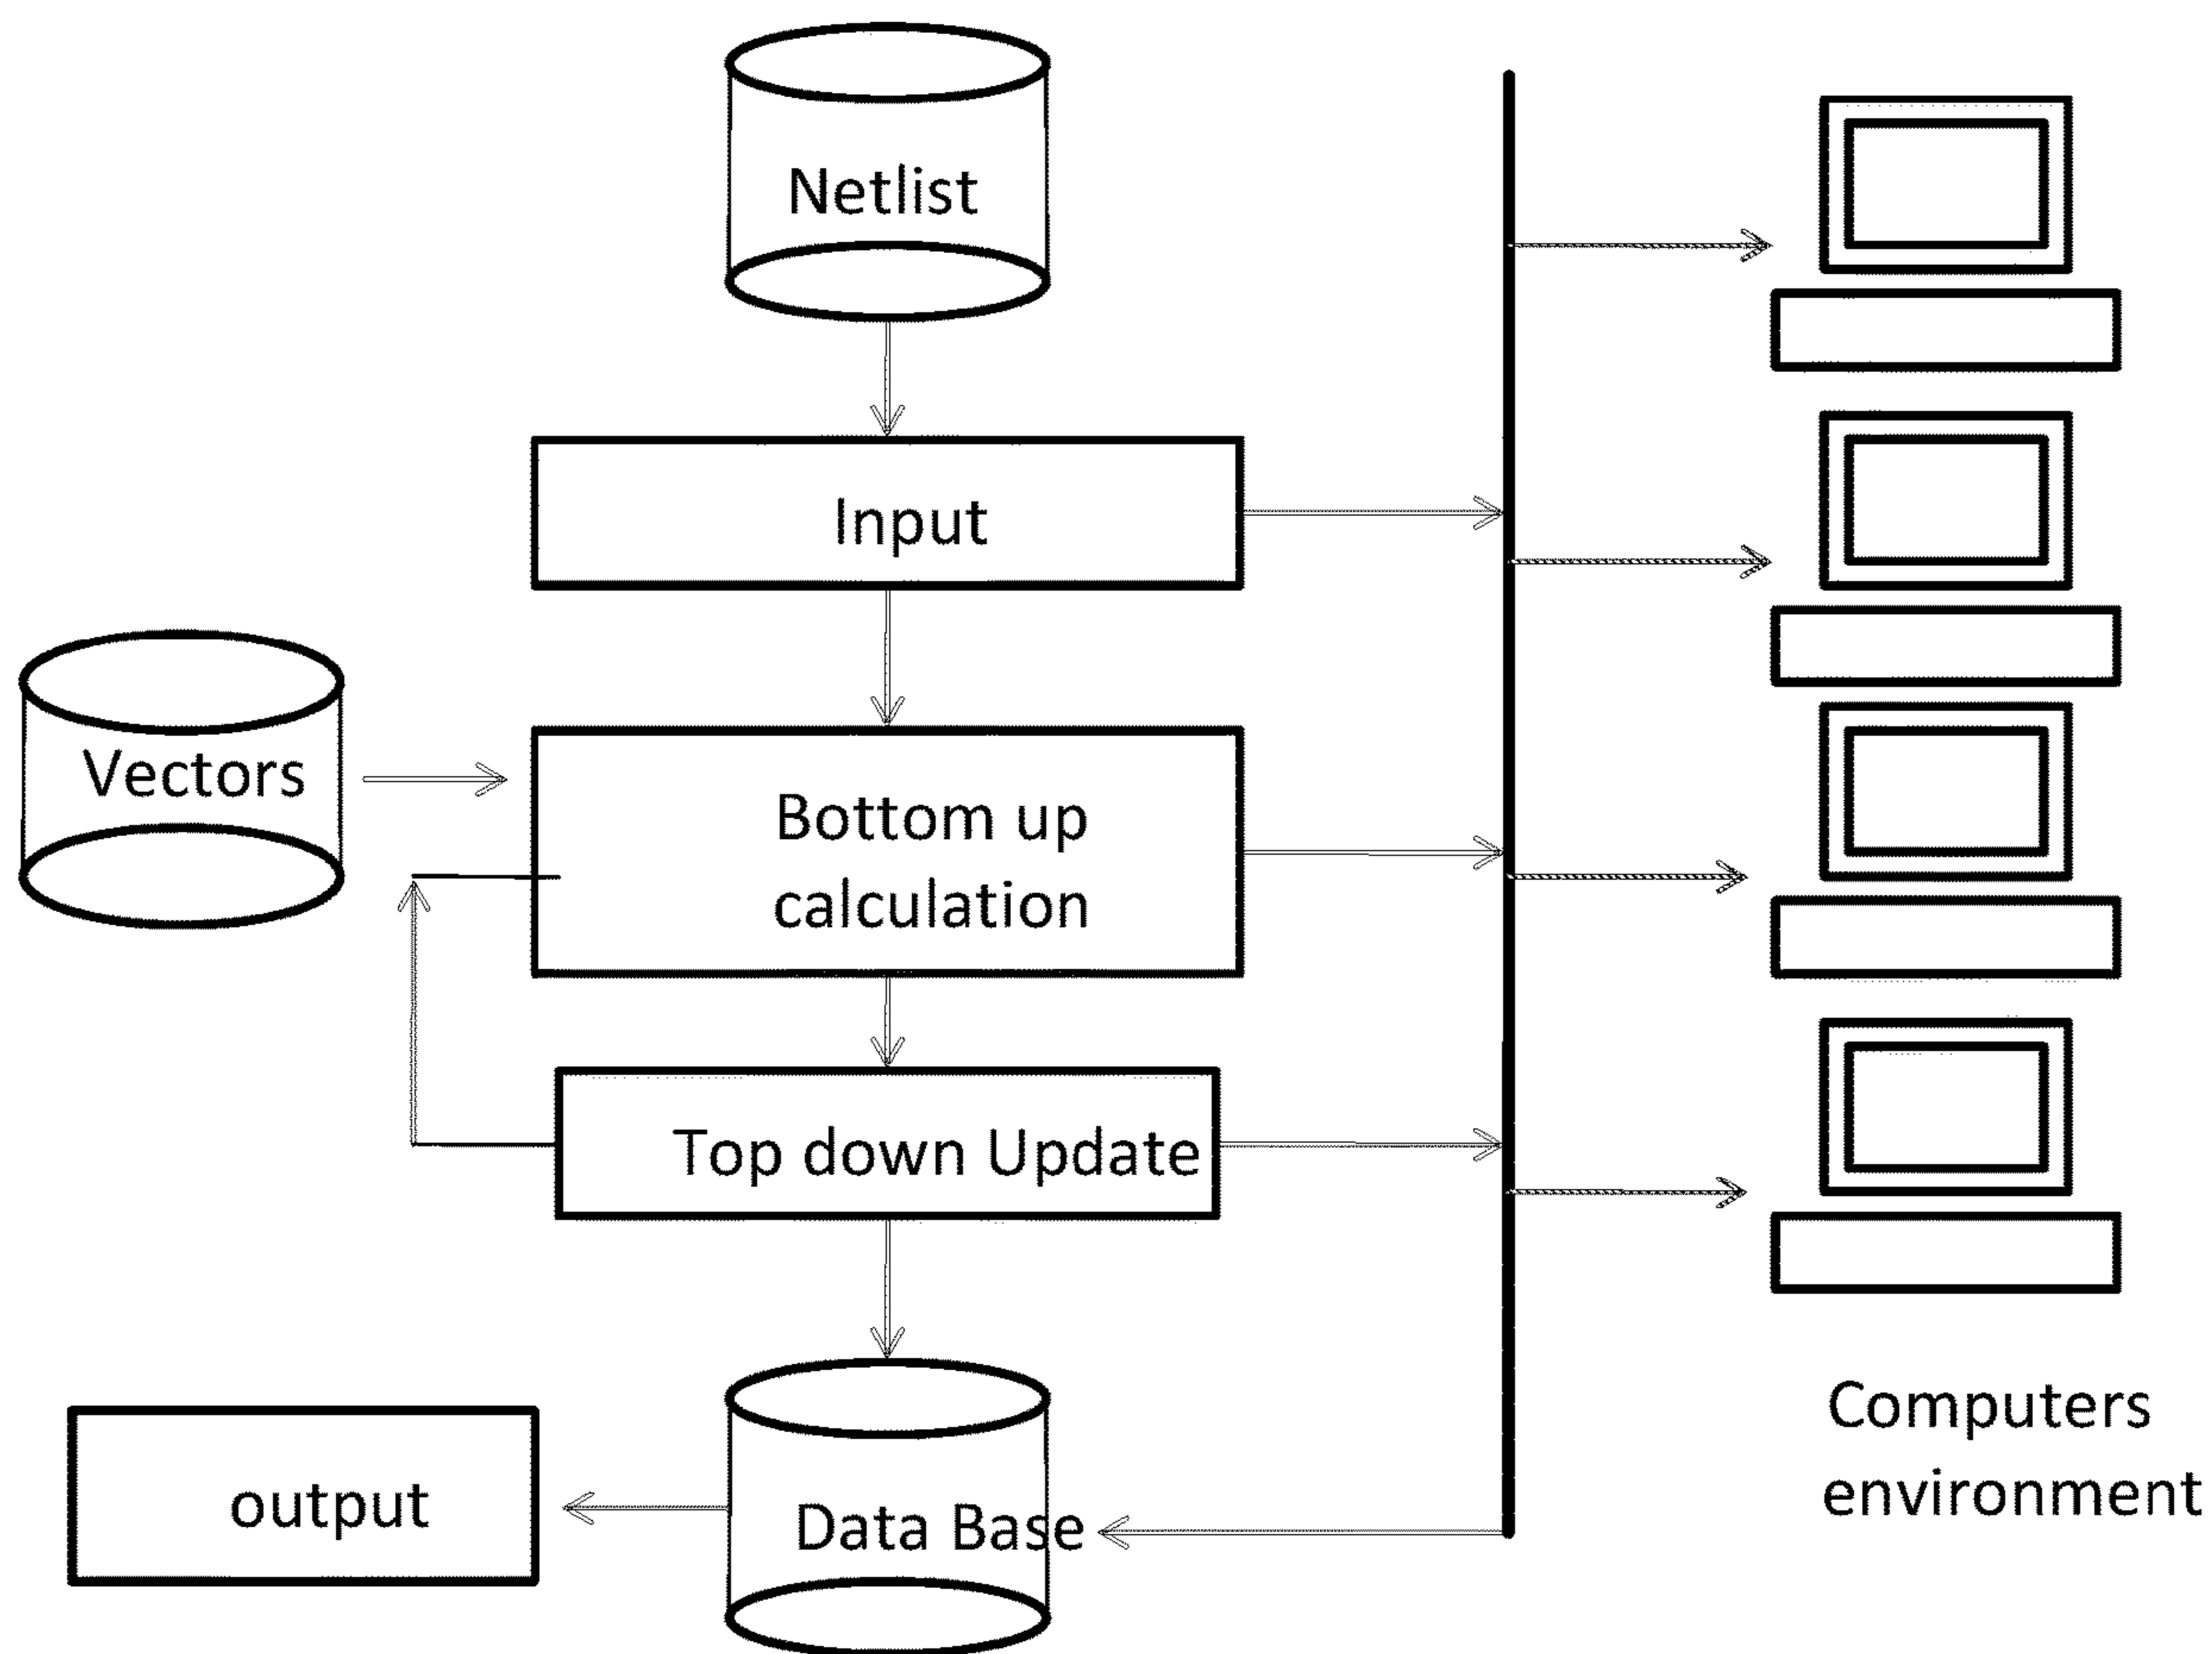 Netlist
Input
Vectors
Bottom up
calculation
Top down Update
Computers
environment
output
Data Base